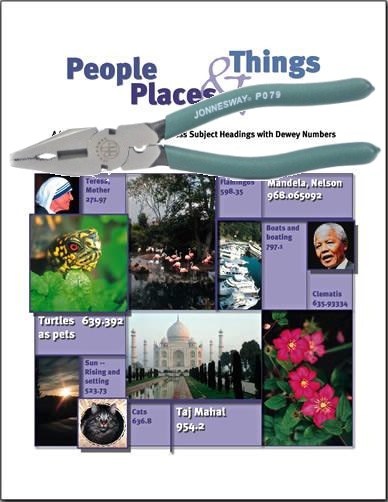 People
Places
&
Things
JONNESWAY® P079
ss Subject Headings with Dewey Numbers
Teresa,
Mother
271.97
Flamingos
598.35
Mandela, Nelson
968.065092
Boats and
boating
797.1
Clematis
635.93334
Turtles 639.392
as pets
Sun --
Rising and
setting
523.73
Cats
636.8
Taj Mahal
954.2